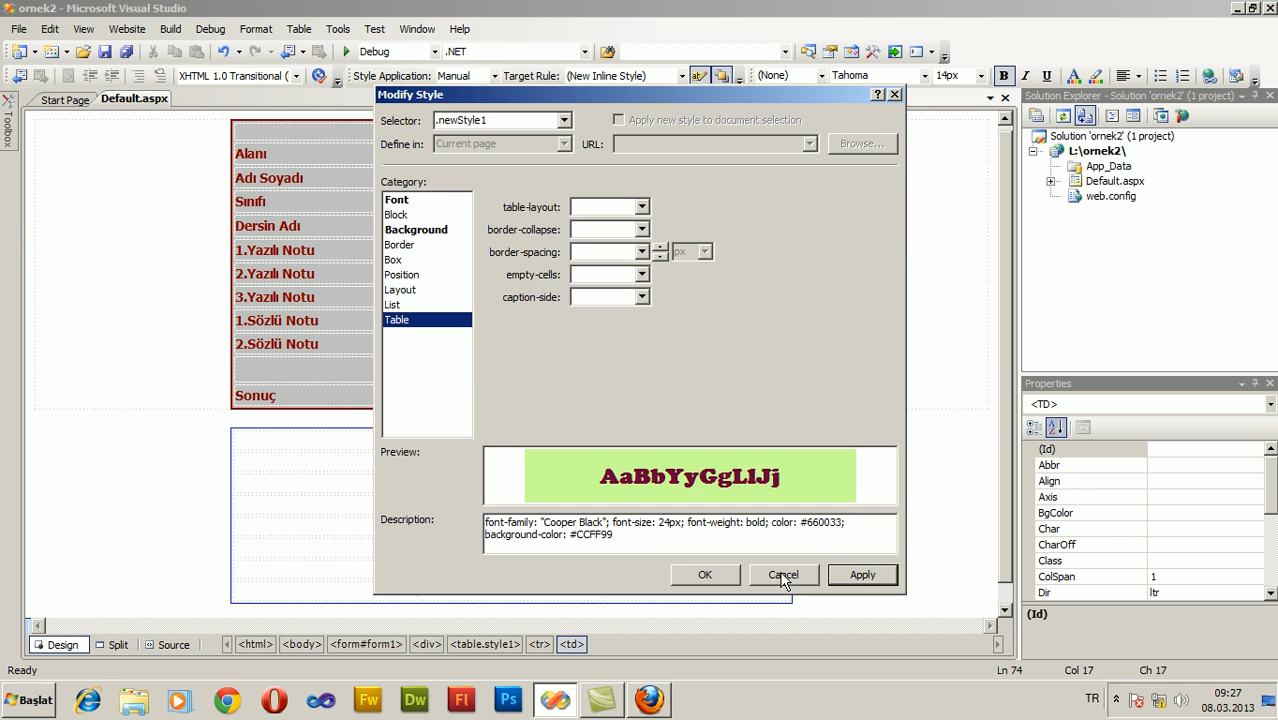 ornek2 - Microsoft Visual Studio
File Edit View Website Build Debug Format Table Tools Test Window Help
Debug .NET
XHTML 1.0 Transitional ( Style Application: Manual Target Rule: (New Inline Style) (None) Tahoma 14px B I U A
Toolbox
Start Page Default.aspx
Alanı
Adı Soyadı
Sınıfı
Dersin Adı
1.Yazılı Notu
2.Yazılı Notu
3.Yazılı Notu
1.Sözlü Notu
2.Sözlü Notu
Sonuç
Modify Style
Selector: .newStyle1 Apply new style to document selection
Define in: Current page URL: Browse...
Category:
Font
Block
Background
Border
Box
Position
Layout
List
Table
table-layout:
border-collapse:
border-spacing: px
empty-cells:
caption-side:
Preview:
AaBbYyGgLlJj
Description:
font-family: "Cooper Black"; font-size: 24px; font-weight: bold; color: #660033;
background-color: #CCFF99
OK Cancel Apply
Solution Explorer - Solution 'ornek2' (1 project)
Solution 'ornek2' (1 project)
L:\ornek2\
App_Data
Default.aspx
web.config
Properties
<TD>
(Id)
Abbr
Align
Axis
BgColor
Char
CharOff
Class
ColSpan 1
Dir ltr
(Id)
Design Split Source <html> <body> <form#form1> <div> <table.style1> <tr> <td>
Ready Ln 74 Col 17 Ch 17
Başlat Fw Dw Fl Ps TR 09:27
08.03.2013